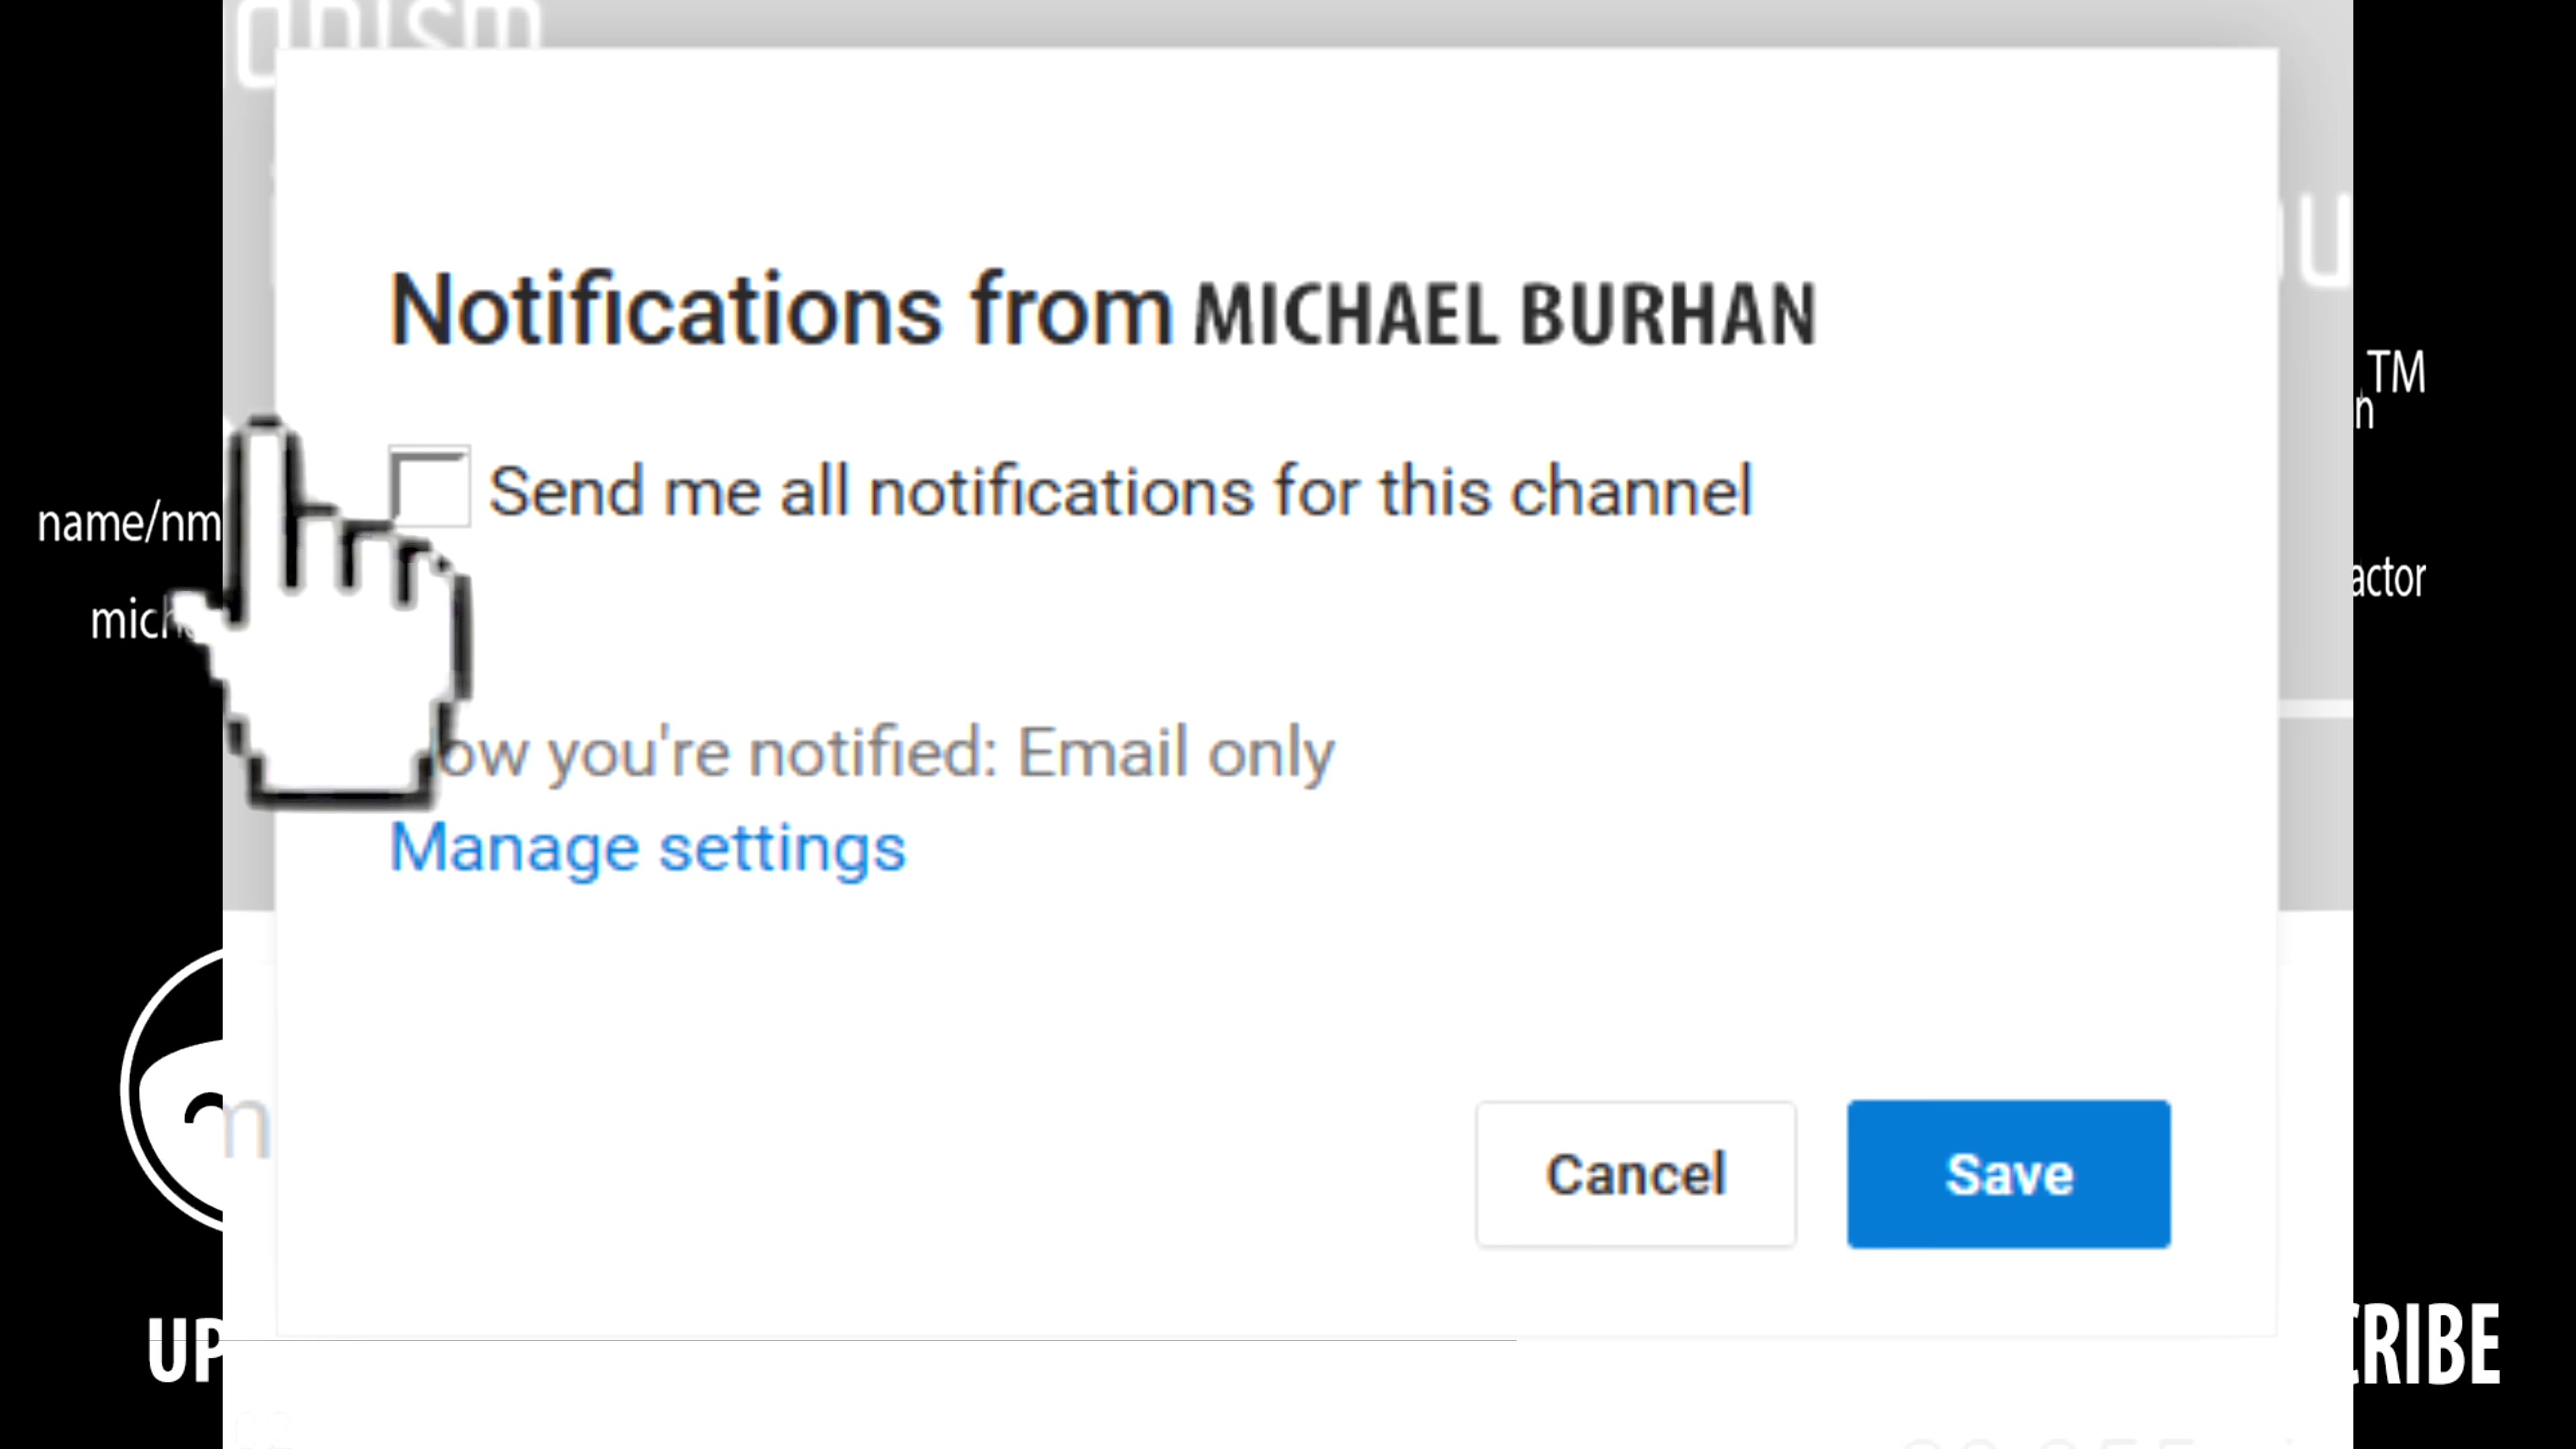 Notifications from MICHAEL BURHAN
TM
Send me all notifications for this channel
name/nm
actor
ow you're notified: Email only
Manage settings
Cancel
Save
UP
CRIBE